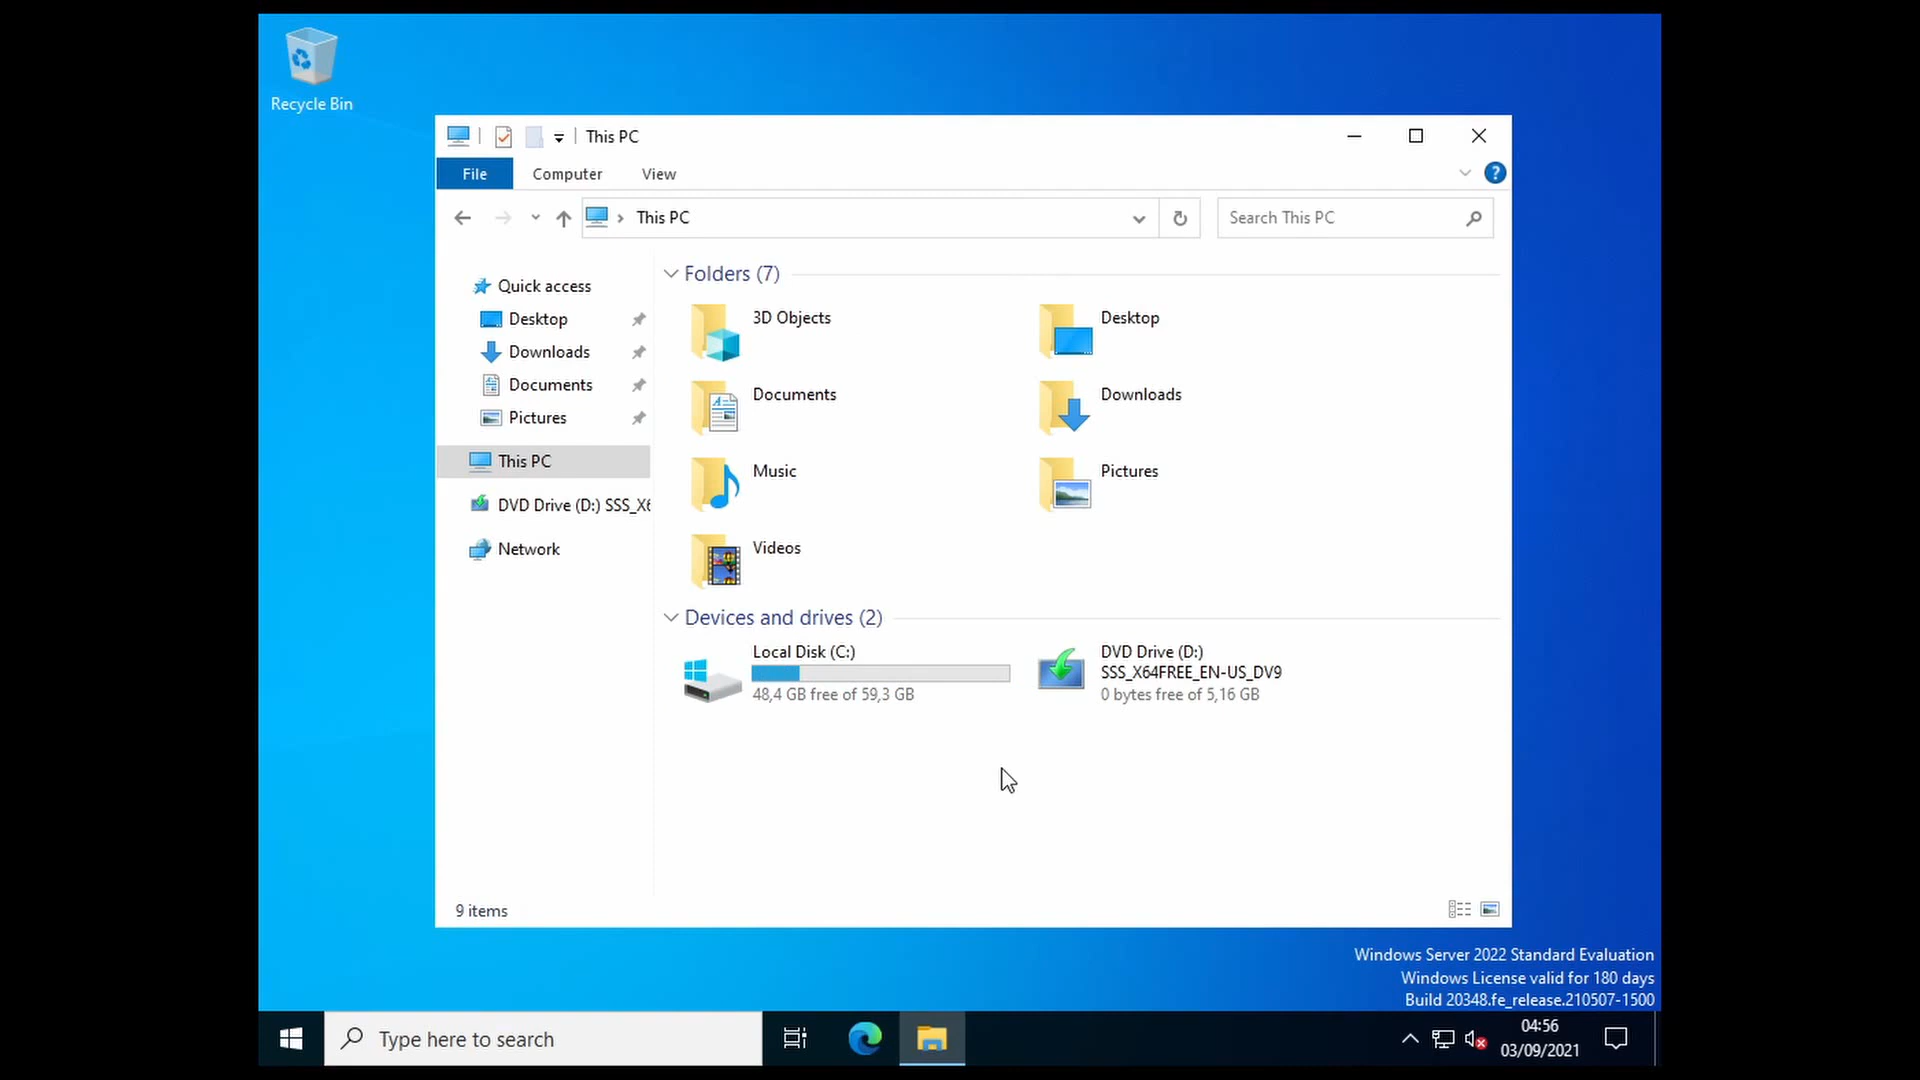 Recycle Bin
This PC
File
Computer
View
?
This PC
Search This PC
Quick access
Desktop
Downloads
Documents
Pictures
This PC
DVD Drive (D:) SSS_X6
Network
Folders (7)
3D Objects
Desktop
Documents
Downloads
Music
Pictures
Videos
Devices and drives (2)
Local Disk (C:)
48,4 GB free of 59,3 GB
DVD Drive (D:)
SSS_X64FREE_EN-US_DV9
0 bytes free of 5,16 GB
9 items
Windows Server 2022 Standard Evaluation
Windows License valid for 180 days
Build 20348.fe_release.210507-1500
Type here to search
04:56
03/09/2021